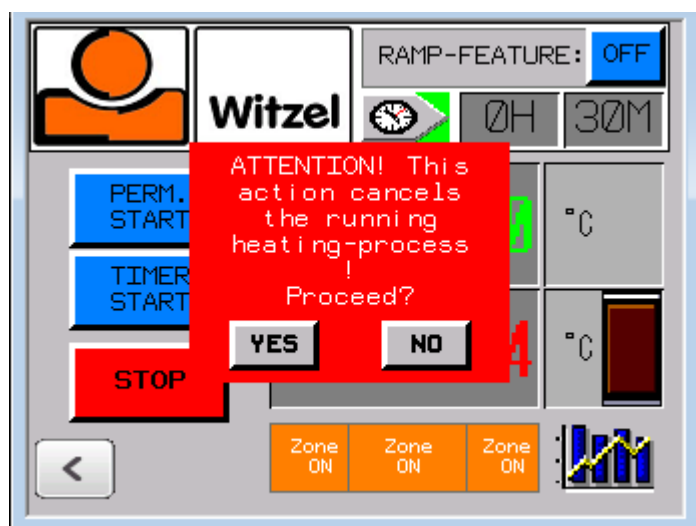 RAMP-FEATURE: OFF
Witzel
0H 30M
ATTENTION! This
action cancels
the running
heating-process
!
Proceed?
YES NO
PERM.
START
°C
TIMER
START
4 °C
STOP
Zone Zone Zone
ON ON ON
<